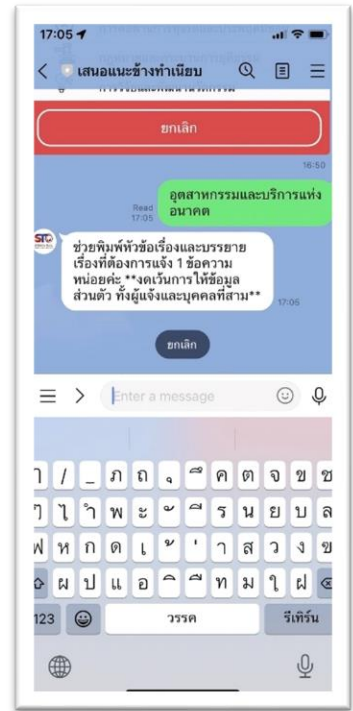 17:05
เสนอแนะข้างทำเนียบ
ยกเลิก
16:50
อุตสาหกรรมและบริการแห่ง
อนาคต
Read
17:05
ช่วยพิมพ์หัวข้อเรื่องและบรรยาย
เรื่องที่ต้องการแจ้ง 1 ข้อความ
หน่อยค่ะ **งดเว้นการให้ข้อมูล
ส่วนตัว ทั้งผู้แจ้งและบุคคลที่สาม**
17:05
ยกเลิก
Enter a message
ๅ / _ ภ ถ ุ ึ ค ต จ ข ช
ๆ ไ ำ พ ะ ั ี ร น ย บ ล
ฟ ห ก ด เ ้ ่ า ส ว ง ฃ
ผ ป แ อ ิ ื ท ม ใ ฝ
123 วรรค รีเทิร์น